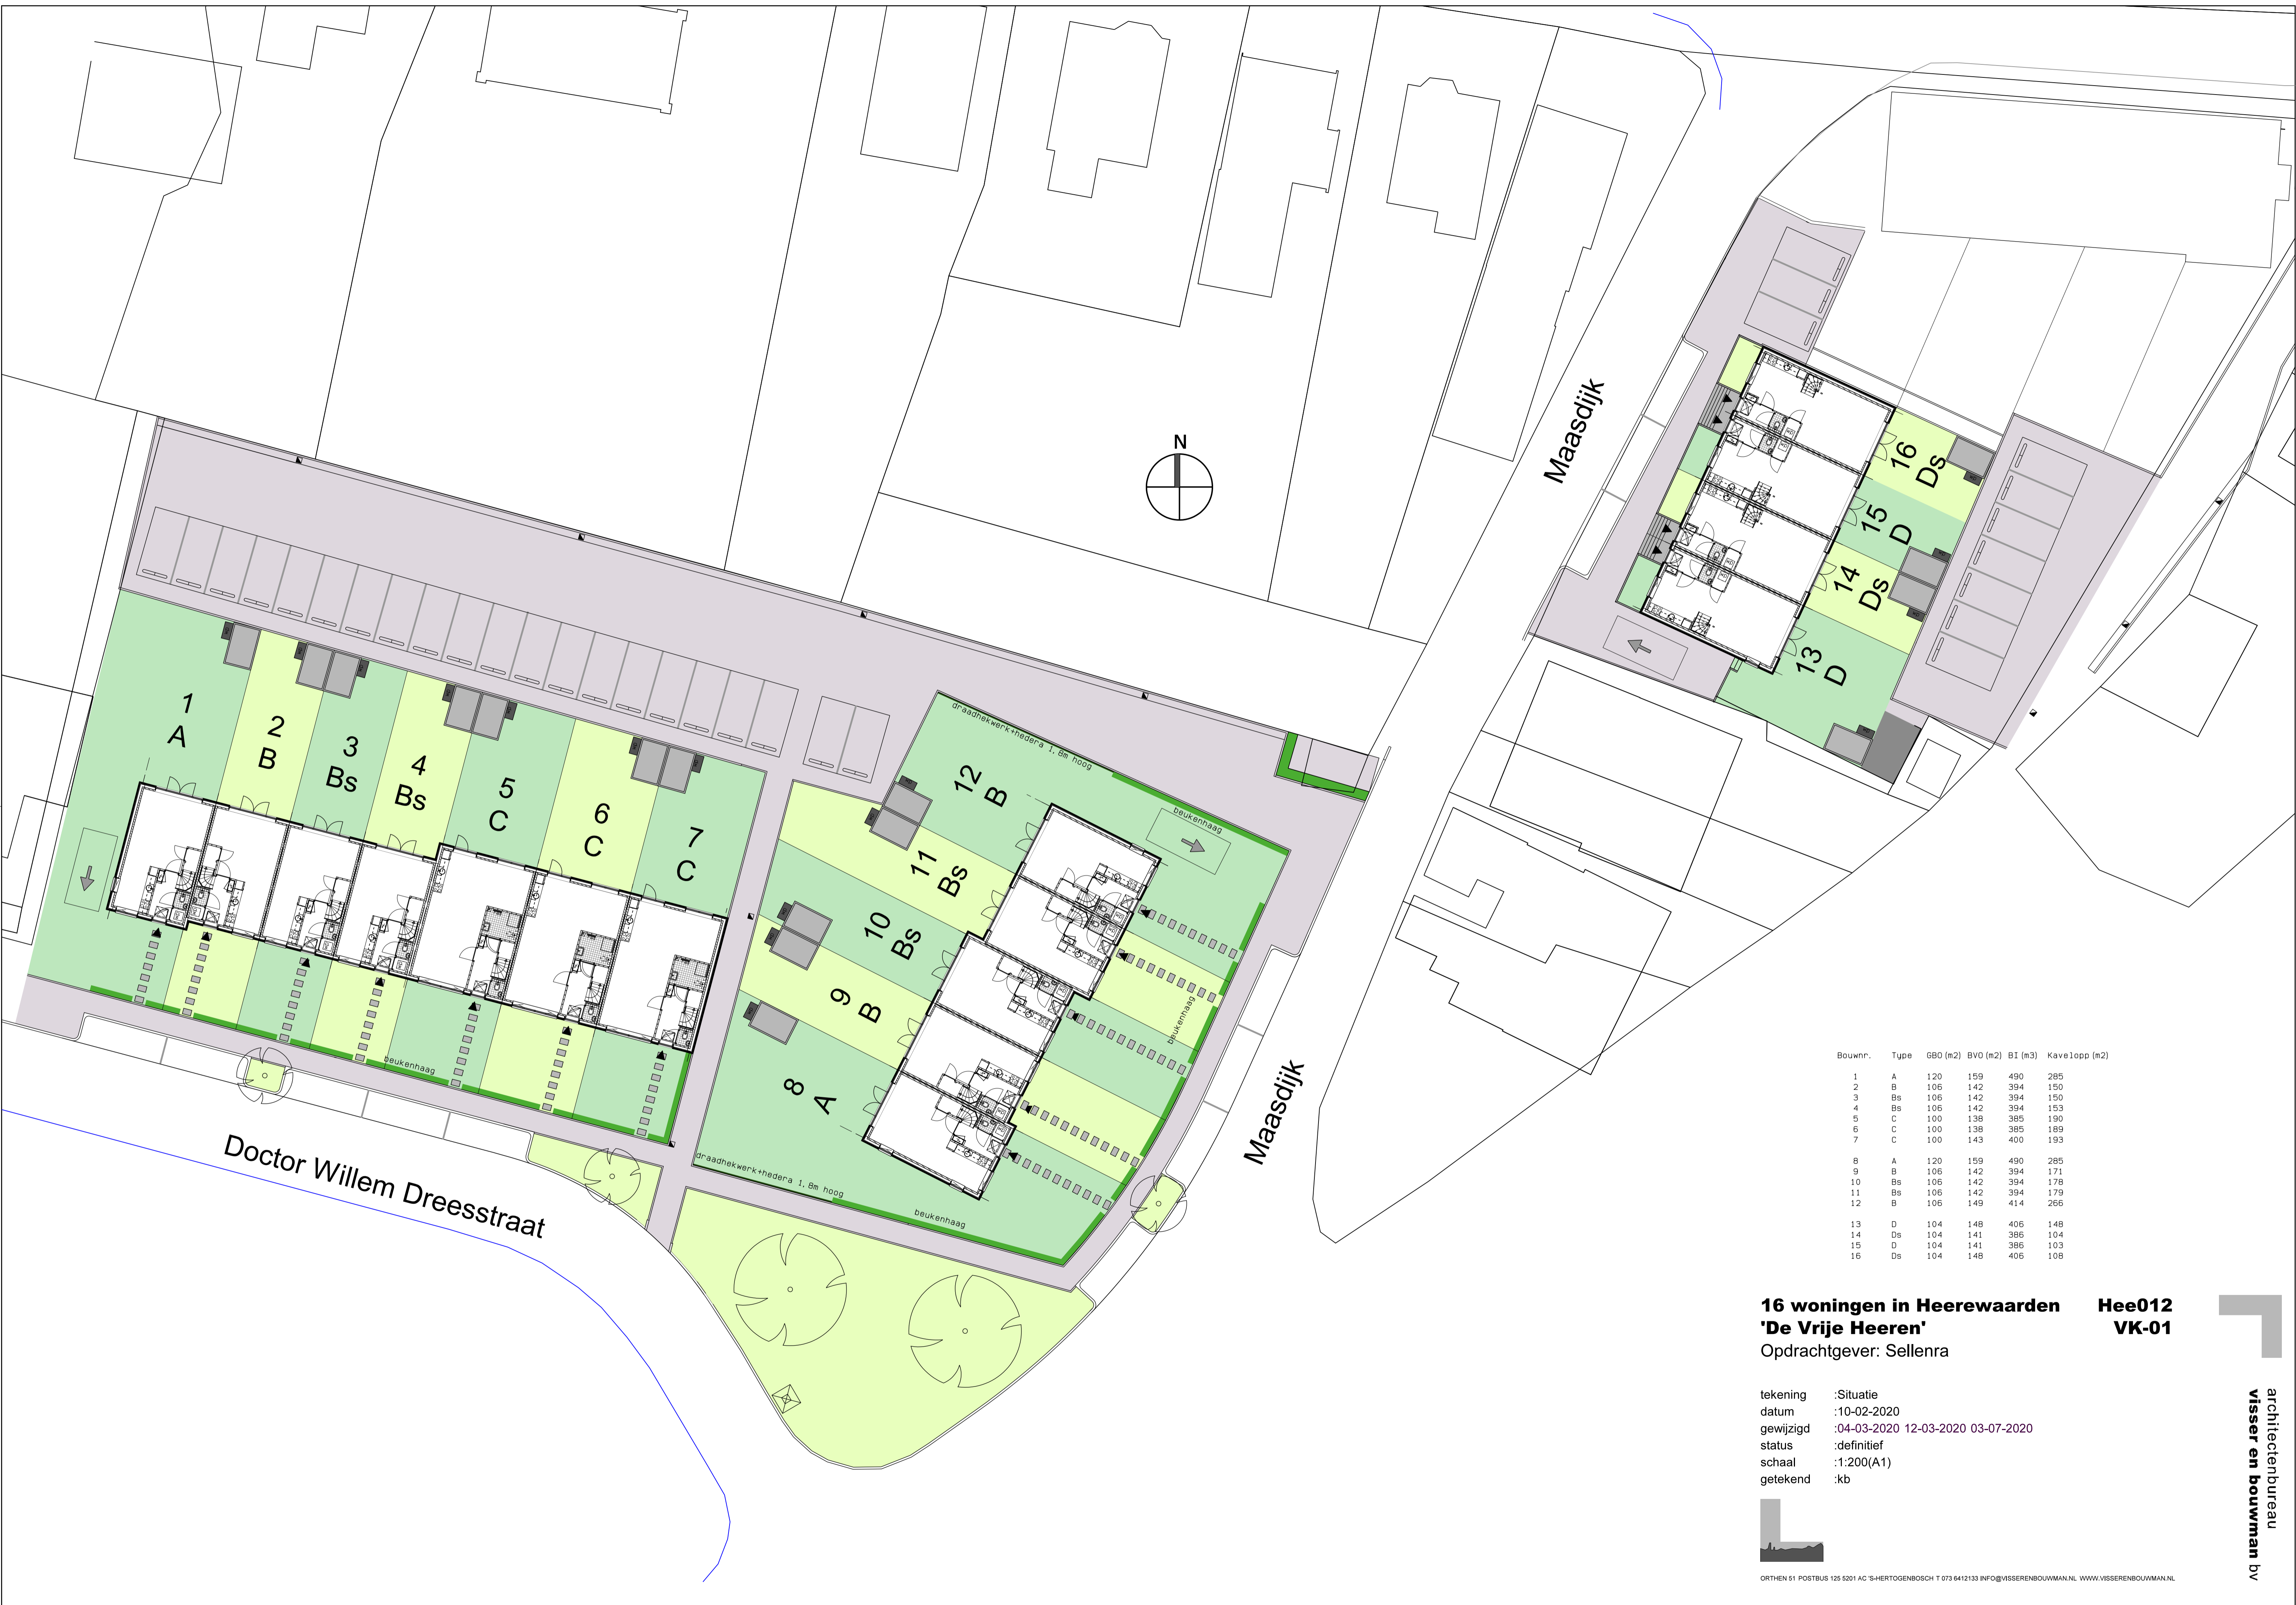 N
Maasdijk
16
Ds
15
D
14
Ds
13
D
1
A
2
B
3
Bs
4
Bs
5
C
6
C
7
C
draadhekwerk+hedera 1,8m hoog
12
B
beukenhaag
11
Bs
10
Bs
9
B
8
A
beukenhaag
beukenhaag
draadhekwerk+hedera 1,8m hoog
beukenhaag
Maasdijk
Doctor Willem Dreesstraat
Bouwnr. Type GBO (m2) BVO (m2) BI (m3) Kavelopp (m2)
1 A 120 159 490 285
2 B 106 142 394 150
3 Bs 106 142 394 150
4 Bs 106 142 394 153
5 C 100 138 385 190
6 C 100 138 385 189
7 C 100 143 400 193
8 A 120 159 490 285
9 B 106 142 394 171
10 Bs 106 142 394 178
11 Bs 106 142 394 179
12 B 106 149 414 266
13 D 104 148 406 148
14 Ds 104 141 386 104
15 D 104 141 386 103
16 Ds 104 148 406 108
16 woningen in Heerewaarden Hee012
'De Vrije Heeren' VK-01
Opdrachtgever: Sellenra
tekening :Situatie
datum :10-02-2020
gewijzigd :04-03-2020 12-03-2020 03-07-2020
status :definitief
schaal :1:200(A1)
getekend :kb
architectenbureau
visser en bouwman bv
ORTHEN 51 POSTBUS 125 5201 AC 'S-HERTOGENBOSCH T 073 6412133 INFO@VISSERENBOUWMAN.NL WWW.VISSERENBOUWMAN.NL